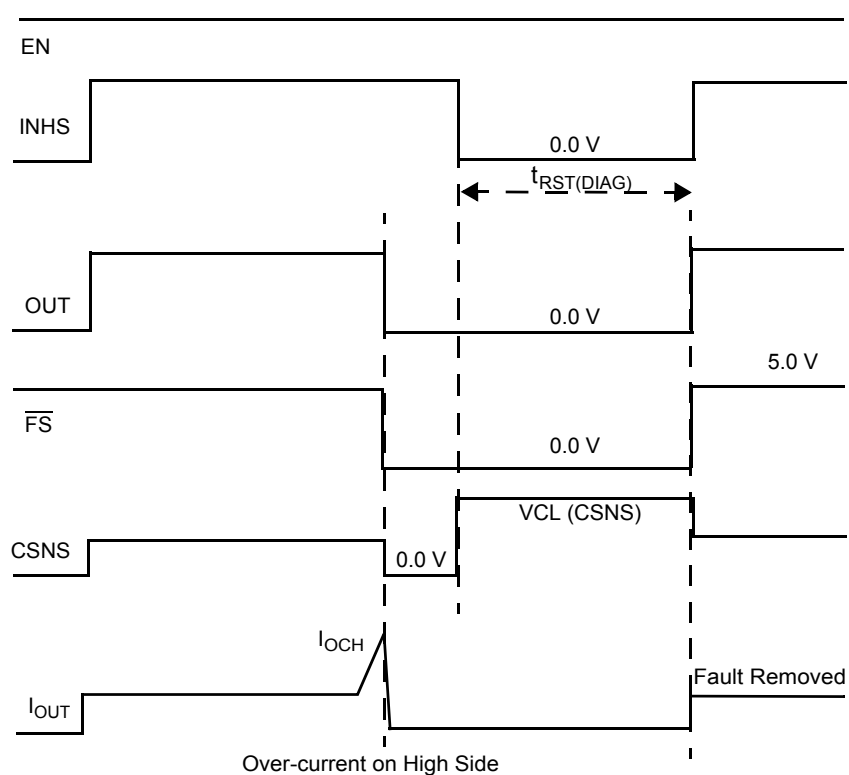 EN
INHS
0.0 V
tRST(DIAG)
OUT
0.0 V
5.0 V
FS
0.0 V
VCL (CSNS)
CSNS
0.0 V
IOCH
Fault Removed
IOUT
Over-current on High Side